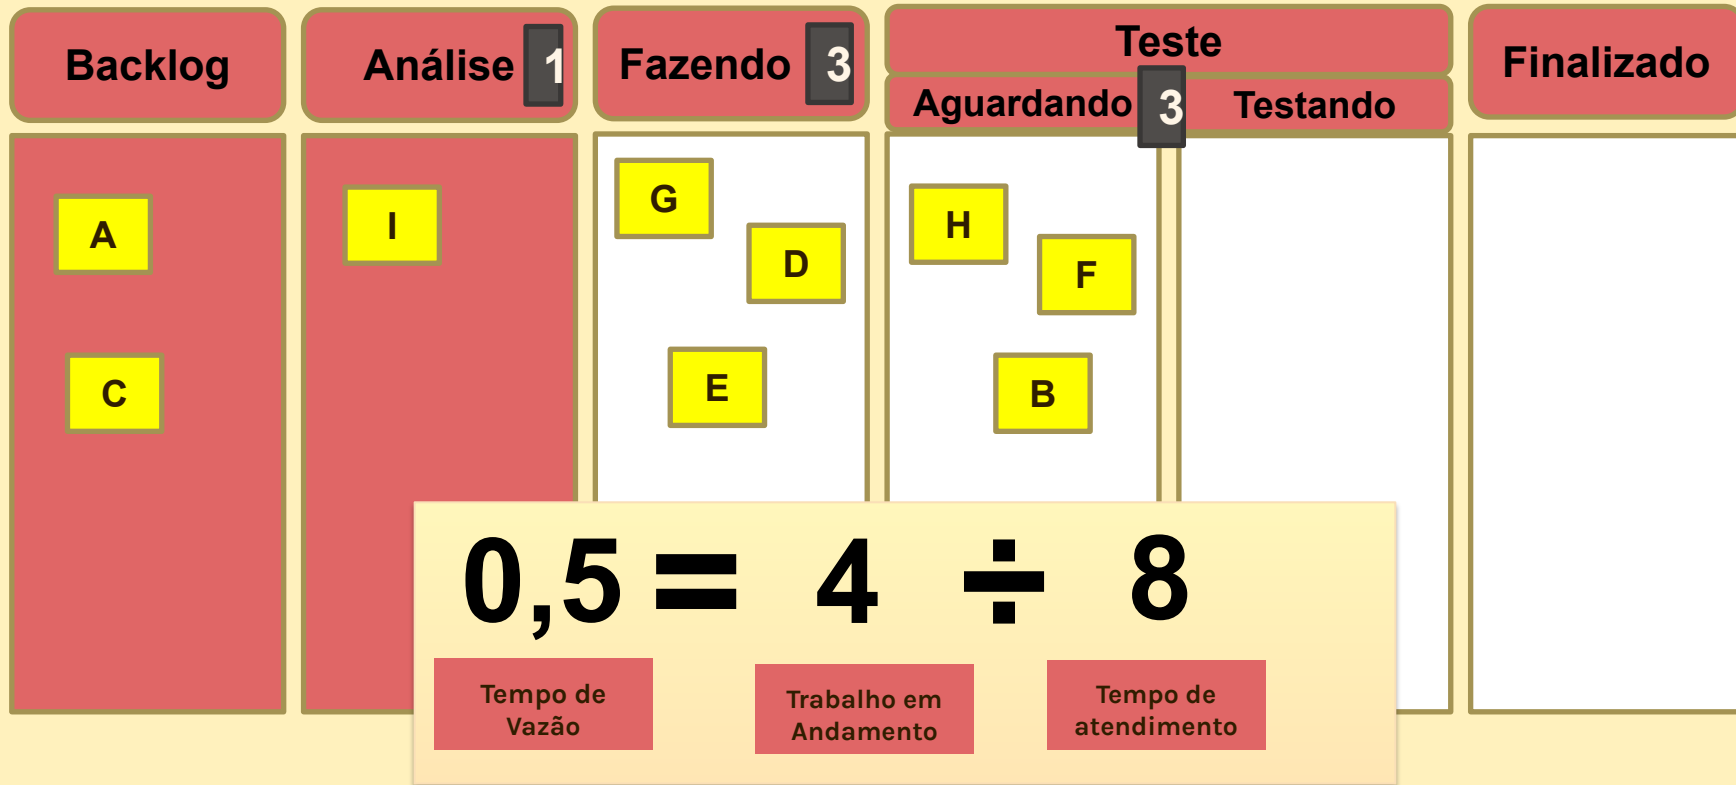 Backlog
Análise 1
Fazendo 3
Teste
Aguardando 3 Testando
Finalizado
A
C
I
G
D
E
H
F
B
0,5 = 4 ÷ 8
Tempo de
Vazão
Trabalho em
Andamento
Tempo de
atendimento